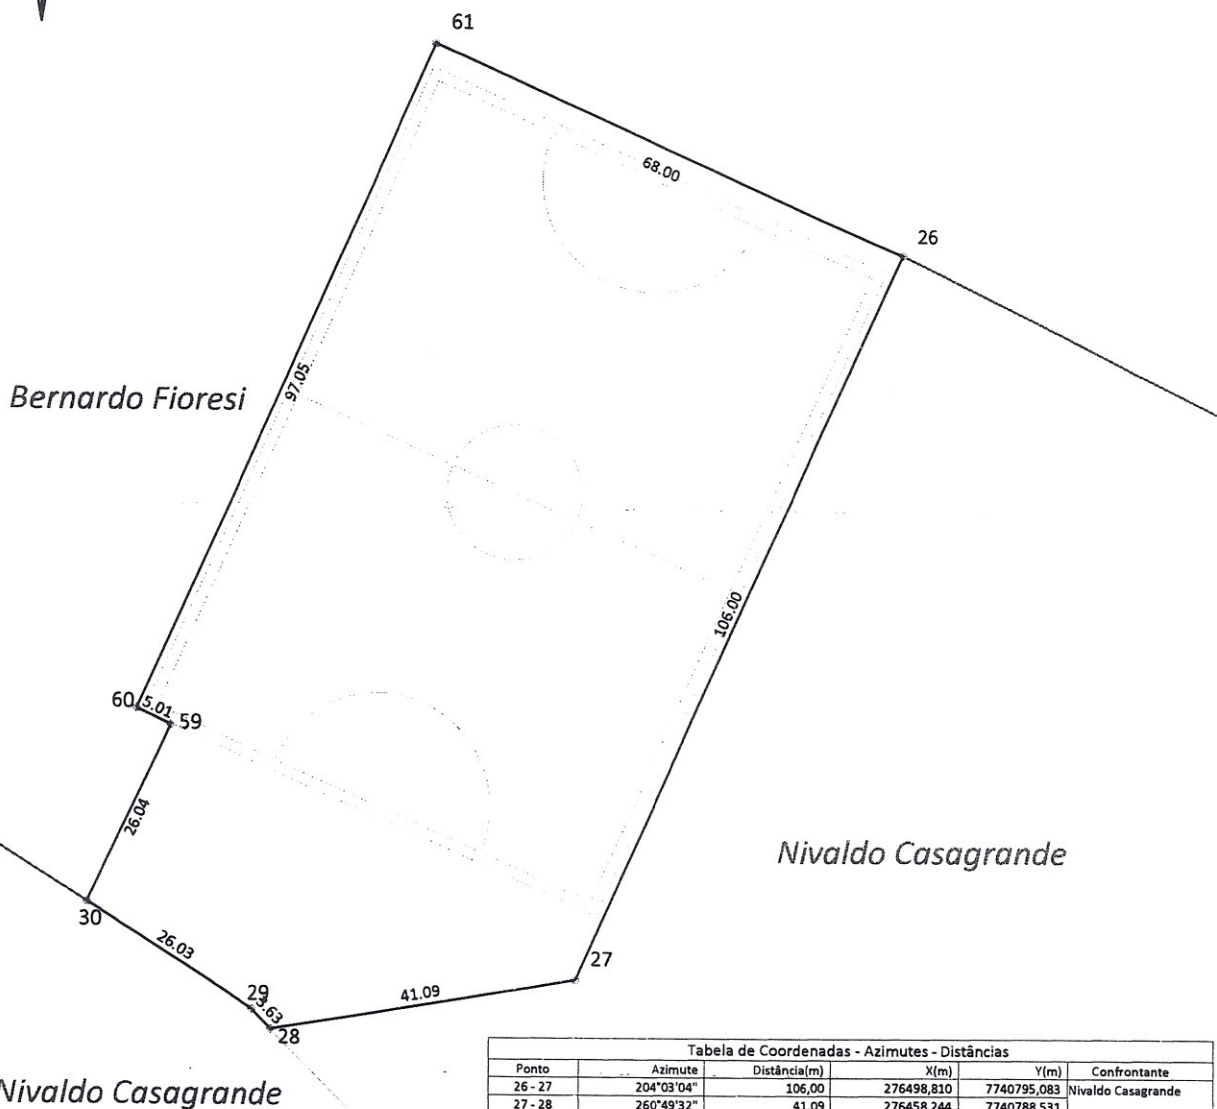 61
68.00
26
97.05
Bernardo Fioresi
106.00
60
5.01
59
26.04
Nivaldo Casagrande
30
26.03
27
29
3.63
41.09
28
Tabela de Coordenadas - Azimutes - Distâncias
Ponto Azimute Distância(m) X(m) Y(m) Confrontante
26 - 27 204°03'04" 106,00 276498,810 7740795,083 Nivaldo Casagrande
27 - 28 260°49'32" 41,09 276458,244 7740788,531
Nivaldo Casagrande